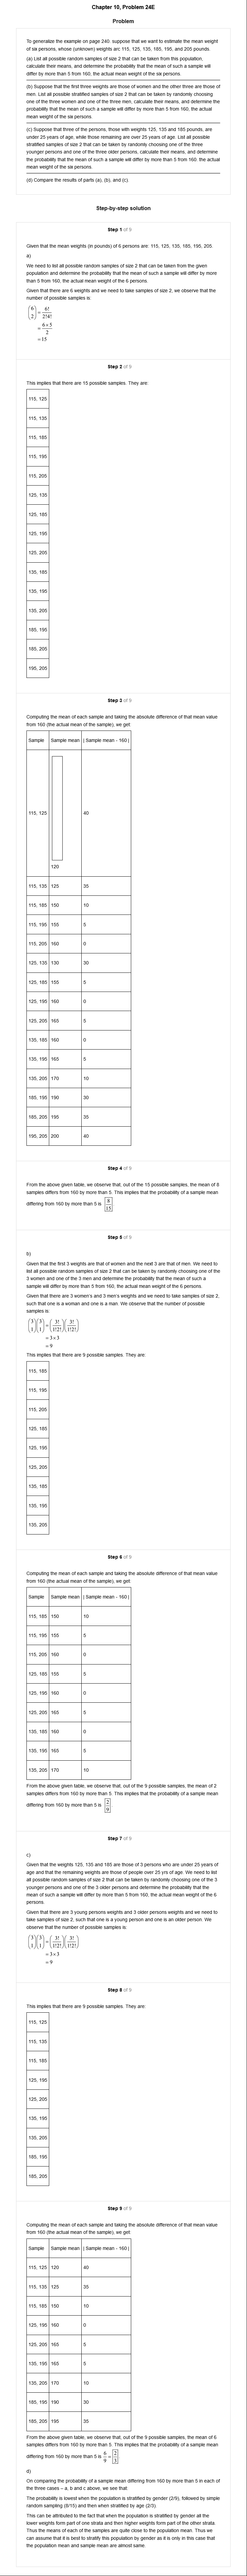 Chapter 10, Problem 24E
Problem
To generalize the example on page 240, suppose that we want to estimate the mean weight
of six persons, whose (unknown) weights are: 115, 125, 135, 185, 195, and 205 pounds.
(a) List all possible random samples of size 2 that can be taken from this population,
calculate their means, and determine the probability that the mean of such a sample will
differ by more than 5 from 160, the actual mean weight of the six persons.
(b) Suppose that the first three weights are those of women and the other three are those of
men. List all possible stratified samples of size 2 that can be taken by randomly choosing
one of the three women and one of the three men, calculate their means, and determine the
probability that the mean of such a sample will differ by more than 5 from 160, the actual
mean weight of the six persons.
(c) Suppose that three of the persons, those with weights 125, 135 and 185 pounds, are
under 25 years of age, while those remaining are over 25 years of age. List all possible
stratified samples of size 2 that can be taken by randomly choosing one of the three
younger persons and one of the three older persons, calculate their means, and determine
the probability that the mean of such a sample will differ by more than 5 from 160. the actual
mean weight of the six persons.
(d) Compare the results of parts (a), (b), and (c).
Step-by-step solution
Step 1 of 9
Given that the mean weights (in pounds) of 6 persons are: 115, 125, 135, 185, 195, 205.
a)
We need to list all possible random samples of size 2 that can be taken from the given
population and determine the probability that the mean of such a sample will differ by more
than 5 from 160, the actual mean weight of the 6 persons.
Given that there are 6 weights and we need to take samples of size 2, we observe that the
number of possible samples is:
(6 2) = 6!/2!4!
= 6×5/2
= 15
Step 2 of 9
This implies that there are 15 possible samples. They are:
115, 125
115, 135
115, 185
115, 195
115, 205
125, 135
125, 185
125, 195
125, 205
135, 185
135, 195
135, 205
185, 195
185, 205
195, 205
Step 3 of 9
Computing the mean of each sample and taking the absolute difference of that mean value
from 160 (the actual mean of the sample), we get:
Sample Sample mean | Sample mean - 160 |
115, 125 120 40
115, 135 125 35
115, 185 150 10
115, 195 155 5
115, 205 160 0
125, 135 130 30
125, 185 155 5
125, 195 160 0
125, 205 165 5
135, 185 160 0
135, 195 165 5
135, 205 170 10
185, 195 190 30
185, 205 195 35
195, 205 200 40
Step 4 of 9
From the above given table, we observe that, out of the 15 possible samples, the mean of 8
samples differs from 160 by more than 5. This implies that the probability of a sample mean
differing from 160 by more than 5 is 8/15
Step 5 of 9
b)
Given that the first 3 weights are that of women and the next 3 are that of men. We need to
list all possible random samples of size 2 that can be taken by randomly choosing one of the
3 women and one of the 3 men and determine the probability that the mean of such a
sample will differ by more than 5 from 160, the actual mean weight of the 6 persons.
Given that there are 3 women's and 3 men's weights and we need to take samples of size 2,
such that one is a woman and one is a man. We observe that the number of possible
samples is:
(3 1)(3 1) = (3!/1!2!)(3!/1!2!)
= 3×3
= 9
This implies that there are 9 possible samples. They are:
115, 185
115, 195
115, 205
125, 185
125, 195
125, 205
135, 185
135, 195
135, 205
Step 6 of 9
Computing the mean of each sample and taking the absolute difference of that mean value
from 160 (the actual mean of the sample), we get:
Sample Sample mean | Sample mean - 160 |
115, 185 150 10
115, 195 155 5
115, 205 160 0
125, 185 155 5
125, 195 160 0
125, 205 165 5
135, 185 160 0
135, 195 165 5
135, 205 170 10
From the above given table, we observe that, out of the 9 possible samples, the mean of 2
samples differs from 160 by more than 5. This implies that the probability of a sample mean
differing from 160 by more than 5 is 2/9
Step 7 of 9
c)
Given that the weights 125, 135 and 185 are those of 3 persons who are under 25 years of
age and that the remaining weights are those of people over 25 yrs of age. We need to list
all possible random samples of size 2 that can be taken by randomly choosing one of the 3
younger persons and one of the 3 older persons and determine the probability that the
mean of such a sample will differ by more than 5 from 160, the actual mean weight of the 6
persons.
Given that there are 3 young persons weights and 3 older persons weights and we need to
take samples of size 2, such that one is a young person and one is an older person. We
observe that the number of possible samples is:
(3 1)(3 1) = (3!/1!2!)(3!/1!2!)
= 3×3
= 9
Step 8 of 9
This implies that there are 9 possible samples. They are:
115, 125
115, 135
115, 185
125, 195
125, 205
135, 195
135, 205
185, 195
185, 205
Step 9 of 9
Computing the mean of each sample and taking the absolute difference of that mean value
from 160 (the actual mean of the sample), we get:
Sample Sample mean | Sample mean - 160 |
115, 125 120 40
115, 135 125 35
115, 185 150 10
125, 195 160 0
125, 205 165 5
135, 195 165 5
135, 205 170 10
185, 195 190 30
185, 205 195 35
From the above given table, we observe that, out of the 9 possible samples, the mean of 6
samples differs from 160 by more than 5. This implies that the probability of a sample mean
differing from 160 by more than 5 is 6/9 = 2/3
d)
On comparing the probability of a sample mean differing from 160 by more than 5 in each of
the three cases – a, b and c above, we see that:
The probability is lowest when the population is stratified by gender (2/9), followed by simple
random sampling (8/15) and then when stratified by age (2/3).
This can be attributed to the fact that when the population is stratified by gender all the
lower weights form part of one strata and then higher weights form part of the other strata.
Thus the means of each of the samples are quite close to the population mean. Thus we
can assume that it is best to stratify this population by gender as it is only in this case that
the population mean and sample mean are almost same.